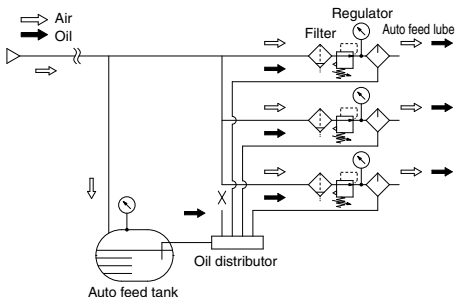 Air
Oil
Regulator
Filter
Auto feed lube
Oil distributor
Auto feed tank